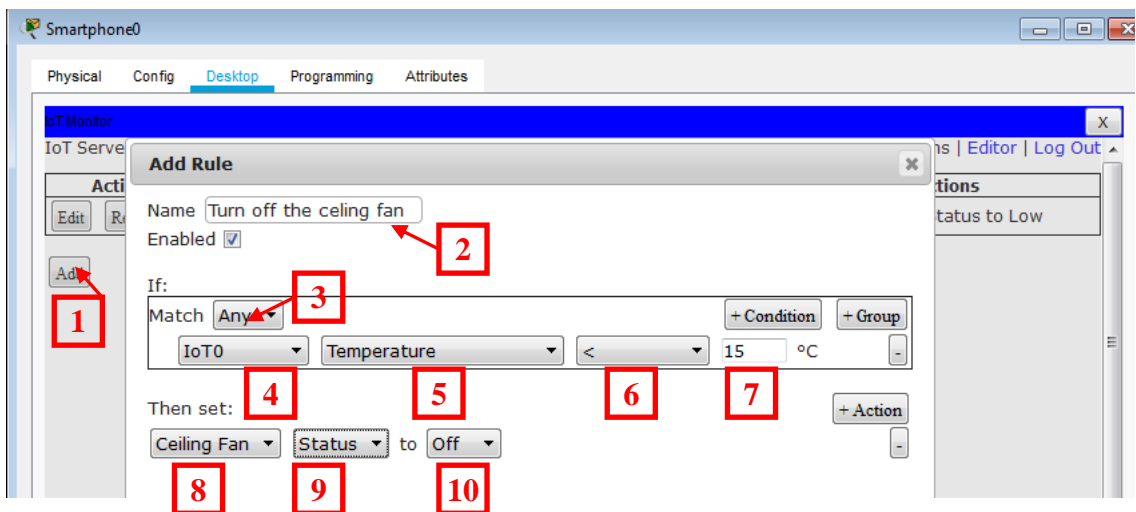 Smartphone0
Physical Config Desktop Programming Attributes
IoT Monitor X
IoT Serve ns | Editor | Log Out
Acti tions
Edit Re tatus to Low
Add
Add Rule
Name Turn off the celing fan
Enabled
2
1
If:
3
Match Any + Condition + Group
IoT0 Temperature < 15 °C -
4 5 6 7
Then set: + Action
Ceiling Fan Status to Off -
8 9 10